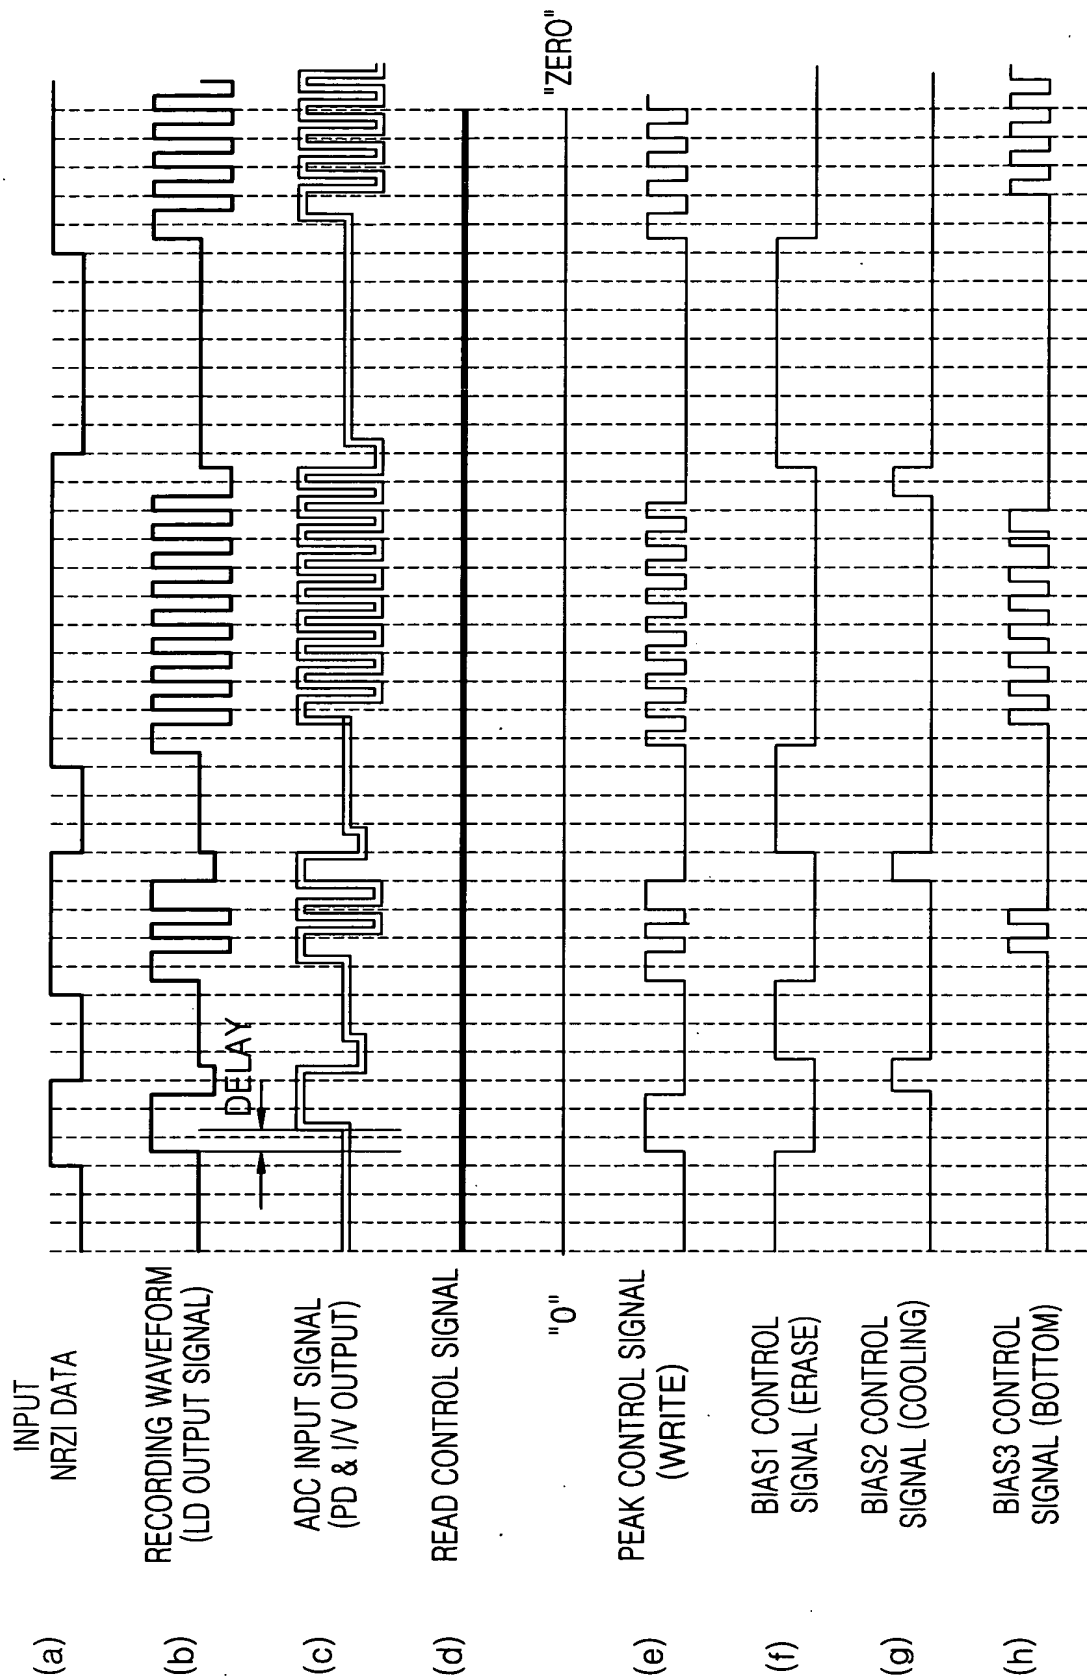 (a) INPUT
NRZI DATA
(b) RECORDING WAVEFORM
(LD OUTPUT SIGNAL)
DELAY
(c) ADC INPUT SIGNAL
(PD & I/V OUTPUT)
(d) READ CONTROL SIGNAL
"0"
"ZERO"
(e) PEAK CONTROL SIGNAL
(WRITE)
(f) BIAS1 CONTROL
SIGNAL (ERASE)
(g) BIAS2 CONTROL
SIGNAL (COOLING)
(h) BIAS3 CONTROL
SIGNAL (BOTTOM)